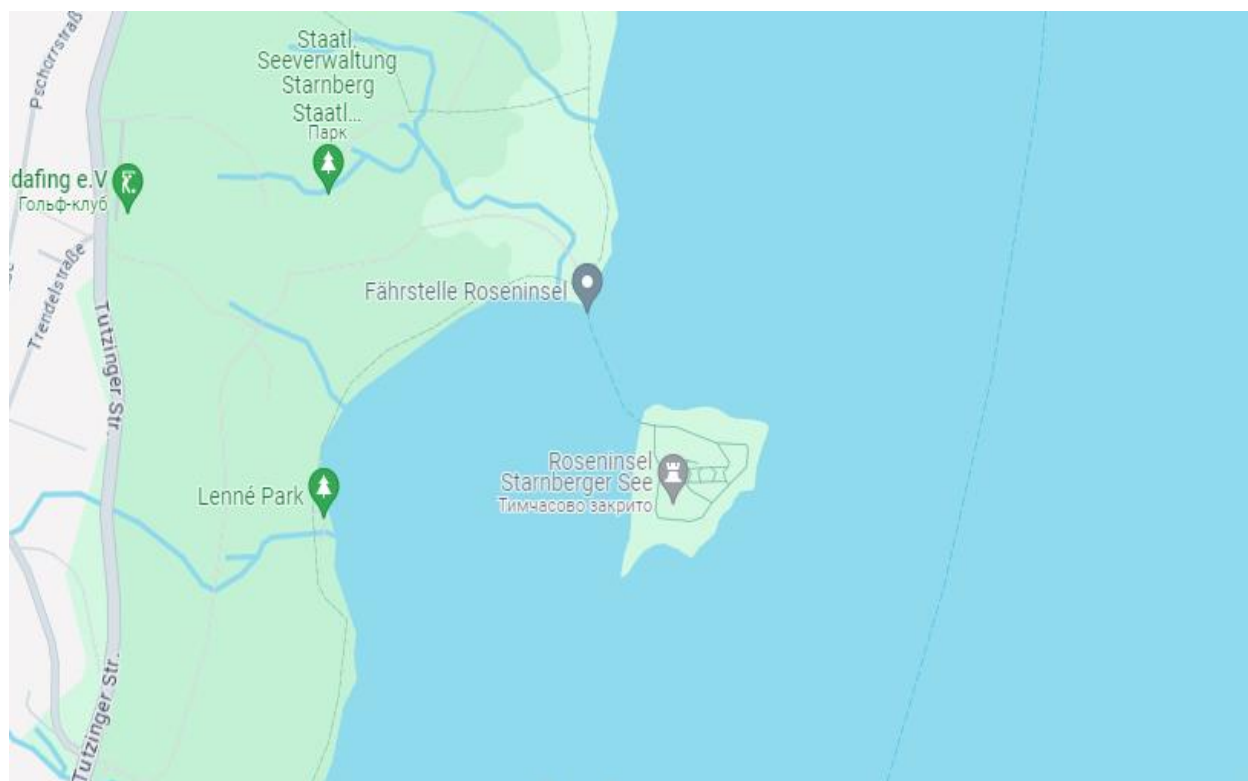 Pschorrstraß
Staatl.
Seeverwaltung
Starnberg
Staatl...
Парк
dafing e.V
Гольф-клуб
Trendelstraße
Fährstelle Roseninsel
Tutzinger Str.
Roseninsel
Starnberger See
Тимчасово закрито
Lenné Park
Tutzinger Str.